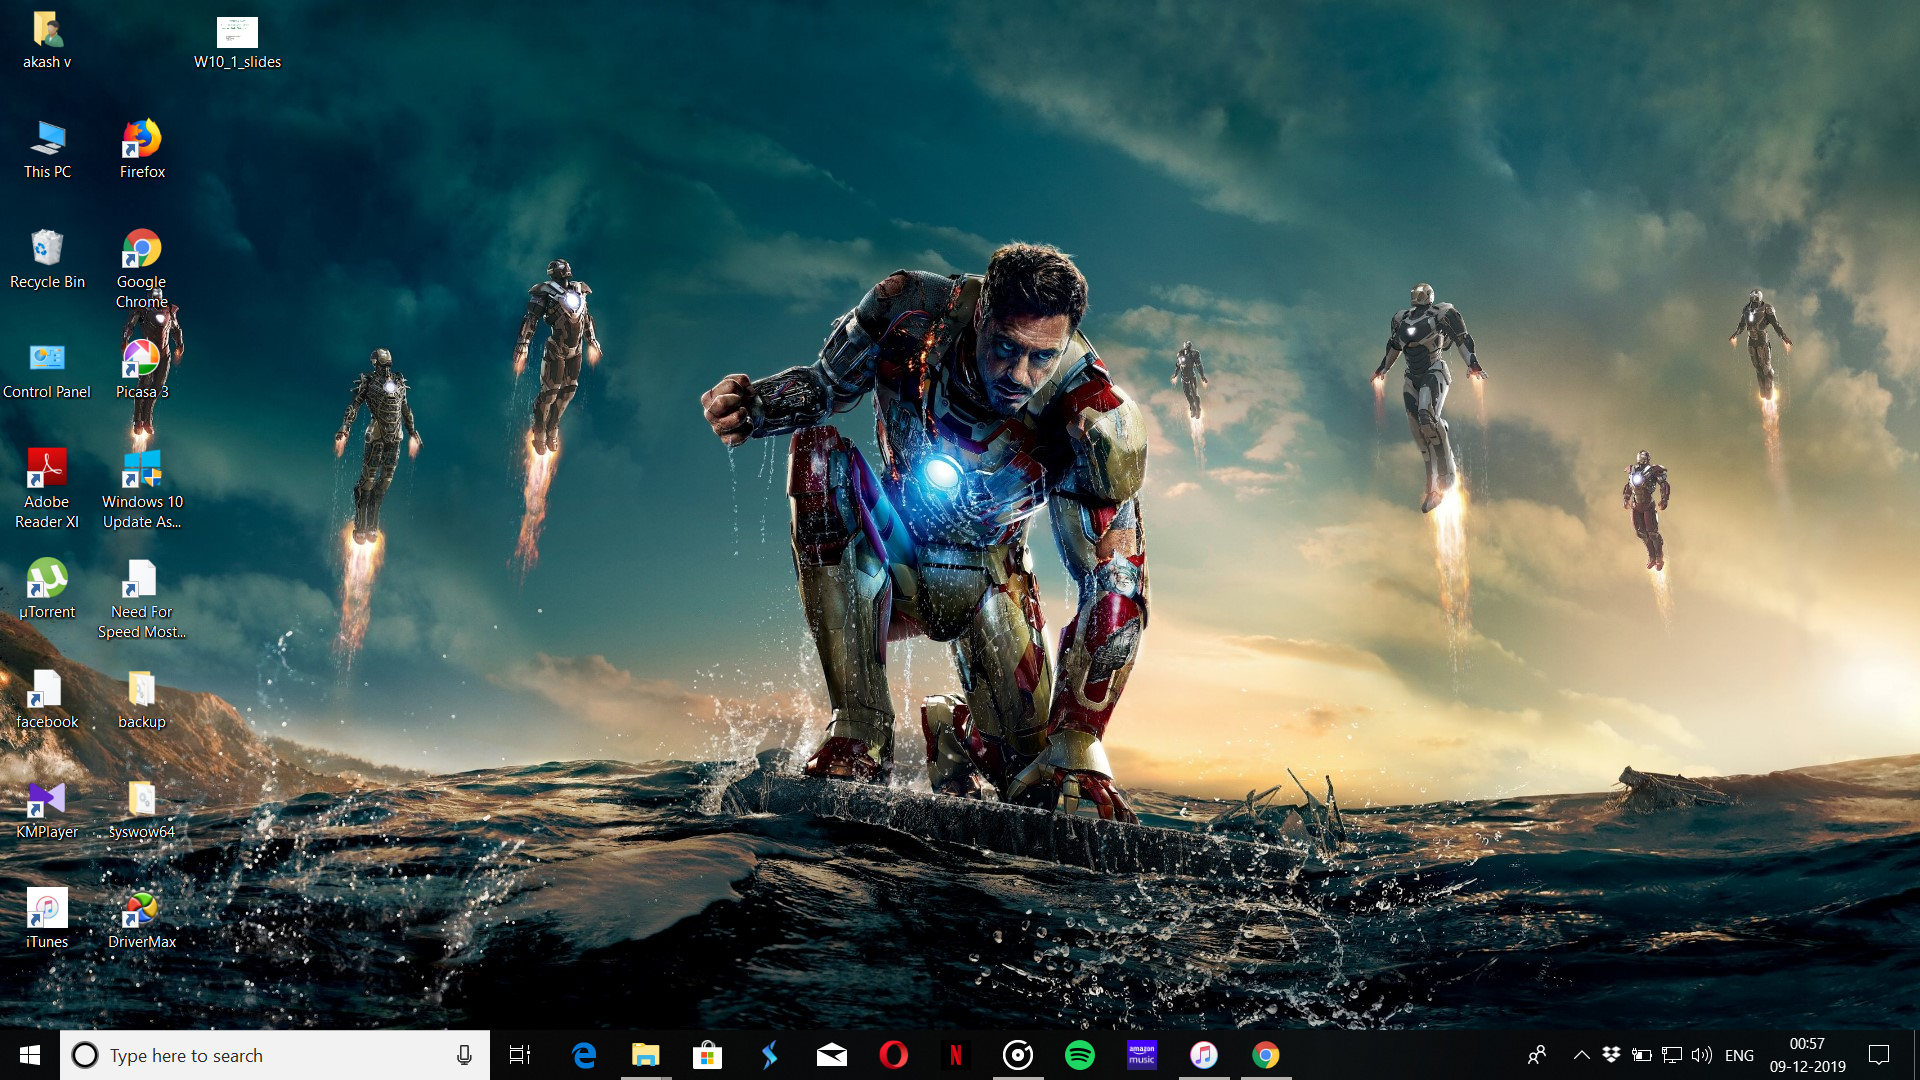 akash v
W10_1_slides
This PC
Firefox
Recycle Bin
Google
Chrome
Control Panel
Picasa 3
Adobe
Reader XI
Windows 10
Update As...
µTorrent
Need For
Speed Most...
facebook
backup
KMPlayer
syswow64
iTunes
DriverMax
Type here to search
amazon
music
ENG
00:57
09-12-2019